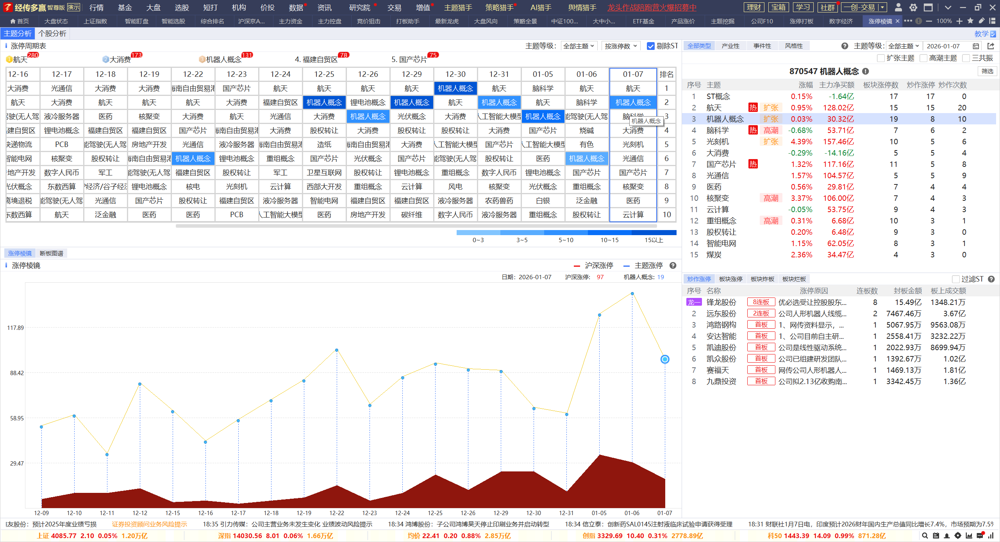 经传多赢 智尊版 演示 行情 基金 大盘 选股 短打 机构 价投 数据 资讯 研究院 交易 增值 主题猎手 策略猎手 AI猎手 舆情猎手 龙头作战陪跑营火爆招募中 理财 宝箱 学习 社群 一创-交易
首页 大盘状态 上证指数 智能盯盘 智能选股 综合排名 沪深京A... 主力资金 主力控盘 竞价狙击 打板助手 最新龙虎 大盘风向 策略全景 中证100... 大中小... ETF基金 产品涨价 主题挖掘 公司F10 涨停打板 数字经济 涨停棱镜 100%
主题分析 个股分析 教学
涨停周期表 主题等级: 全部主题 按涨停数 剔除ST
1 航天 280 2 大消费 173 3 机器人概念 131 4. 福建自贸区 78 5. 国产芯片 75
12-16 12-17 12-18 12-19 12-22 12-23 12-24 12-25 12-26 12-29 12-30 12-31 01-05 01-06 01-07 排名
大消费 光通信 大消费 大消费 海南自由贸易港 国产芯片 航天 航天 航天 航天 机器人概念 航天 脑科学 航天 航天 1
航天 大消费 航天 航天 航天 大消费 福建自贸区 机器人概念 锂电池概念 机器人概念 航天 机器人概念 航天 脑科学 机器人概念 2
驾驶(无人驾 液冷服务器 医药 核聚变 大消费 航天 光通信 大消费 机器人概念 光伏概念 大消费 人工智能大模型 机器人概念 能驾驶(无人驾 脑科学 3
建自贸区 锂电池概念 福建自贸区 福建自贸区 国产芯片 海南自由贸易港 大消费 股权转让 大消费 股权转让 股权转让 大消费 国产芯片 烧碱 大消费 4
快递物流 PCB 能驾驶(无人驾 房地产开发 光通信 液冷服务器 海南自由贸易港 造纸 海南自由贸易港 大消费 人工智能大模型 国产芯片 人工智能大模型 有色 光刻机 5
智能电网 核聚变 股权转让 海南自由贸易港 机器人概念 锂电池概念 重组概念 国产芯片 光伏概念 国产芯片 能驾驶(无人驾 股权转让 医药 机器人概念 光通信 6
地产开发 数字人民币 军工 能驾驶(无人驾 福建自贸区 股权转让 军工 卫星互联网 股权转让 锂电池概念 重组概念 数字人民币 锂电池概念 国产芯片 国产芯片 7
光伏概念 东数西算 P经济/谷子经济 锂电池概念 核电 光刻机 云计算 西部大开发 重组概念 云计算 风电 核聚变 光伏概念 重组概念 核聚变 8
离境退税 能驾驶(无人驾 光通信 国产芯片 股权转让 福建自贸区 液冷服务器 智能电网 福建自贸区 福建自贸区 液冷服务器 农药兽药 白银 泛金融 医药 9
东数西算 航天 泛金融 医药 医药 PCB 人工智能大模型 医药 房地产开发 碳纤维 数字人民币 液冷服务器 重组概念 股权转让 云计算 10
机器人概念
0~3 3~5 5~10 10~15 15以上
涨停棱镜 断板图谱
涨停棱镜 沪深涨停 主题涨停
日期: 2026-01-07 沪深涨停: 97 机器人概念: 19
117.89
88.42
58.95
29.47
12-09 12-10 12-11 12-12 12-15 12-16 12-17 12-18 12-19 12-22 12-23 12-24 12-25 12-26 12-29 12-30 12-31 01-05 01-06 01-07
全部类型 产业性 事件性 风格性 主题等级: 全部主题 2026-01-07
扩张主题 高潮主题 三共振
870547 机器人概念 筛选
序号 主题 涨幅 主力净买额 板块涨停数 炒作涨停 炒作次数
1 ST概念 0.15% -1.64亿 17 17 0
2 航天 热 扩张 0.95% 128.02亿 15 15 20
3 机器人概念 扩张 0.03% 30.32亿 19 8 10
4 脑科学 热 高潮 -0.68% 53.71亿 7 6 2
5 光刻机 扩张 4.39% 157.46亿 10 5 6
6 大消费 -0.29% -14.16亿 5 5 4
7 国产芯片 热 1.32% 117.16亿 11 5 8
8 光通信 1.57% 104.57亿 5 5 9
9 医药 0.56% 29.81亿 7 4 4
10 核聚变 高潮 3.37% 106.00亿 7 4 3
11 云计算 -0.05% 53.75亿 9 4 3
12 重组概念 高潮 0.31% 6.68亿 10 3 1
13 股权转让 0.20% 6.48亿 9 3 0
14 智能电网 1.15% 62.05亿 8 3 1
15 煤炭 2.36% 34.47亿 4 3 0
炒作涨停 板块涨停 板块炸板 板块烂板 过滤ST
序号 名称 涨停原因 连板数 封板金额 板上成交额
龙一 锋龙股份 8连板 优必选受让控股股东... 8 15.49亿 1348.21万
2 远东股份 2连板 公司人形机器人线缆... 2 7467.46万 3.67亿
3 鸿路钢构 首板 1、网传资料显示，... 1 5067.95万 9563.08万
4 安达智能 首板 1、公司目前自主研... 1 2558.41万 3232.22万
5 凯迪股份 首板 公司是线性驱动系统... 1 2022.93万 8699.94万
6 凯众股份 首板 公司已组建研发团队... 1 1392.67万 1.02亿
7 赛福天 首板 网传公司人形机器人... 1 1469.13万 1.81亿
8 九鼎投资 首板 公司拟2.13亿收购南... 1 3342.45万 1.36亿
友股份：预计2025年度业绩亏损 证券投资顾问业务风险提示 18:35 引力传媒：公司主营业务未发生变化 业绩波动风险提示 18:34 鸿博股份：子公司鸿博昊天停止印刷业务并启动转型 18:34 信立泰：创新药SAL0145注射液临床试验申请获得受理 18:31 财联社1月7日电，印度预计2026财年国内生产总值同比增长7.4%，市场预期为7.5%
上证 4085.77 2.10 0.05% 1.20万亿 深指 14030.56 8.01 0.06% 1.66万亿 均价 22.41 0.20 0.88% 2.85万亿 创指 3329.69 10.40 0.31% 2778.89亿 科50 1443.39 14.09 0.99% 871.28亿